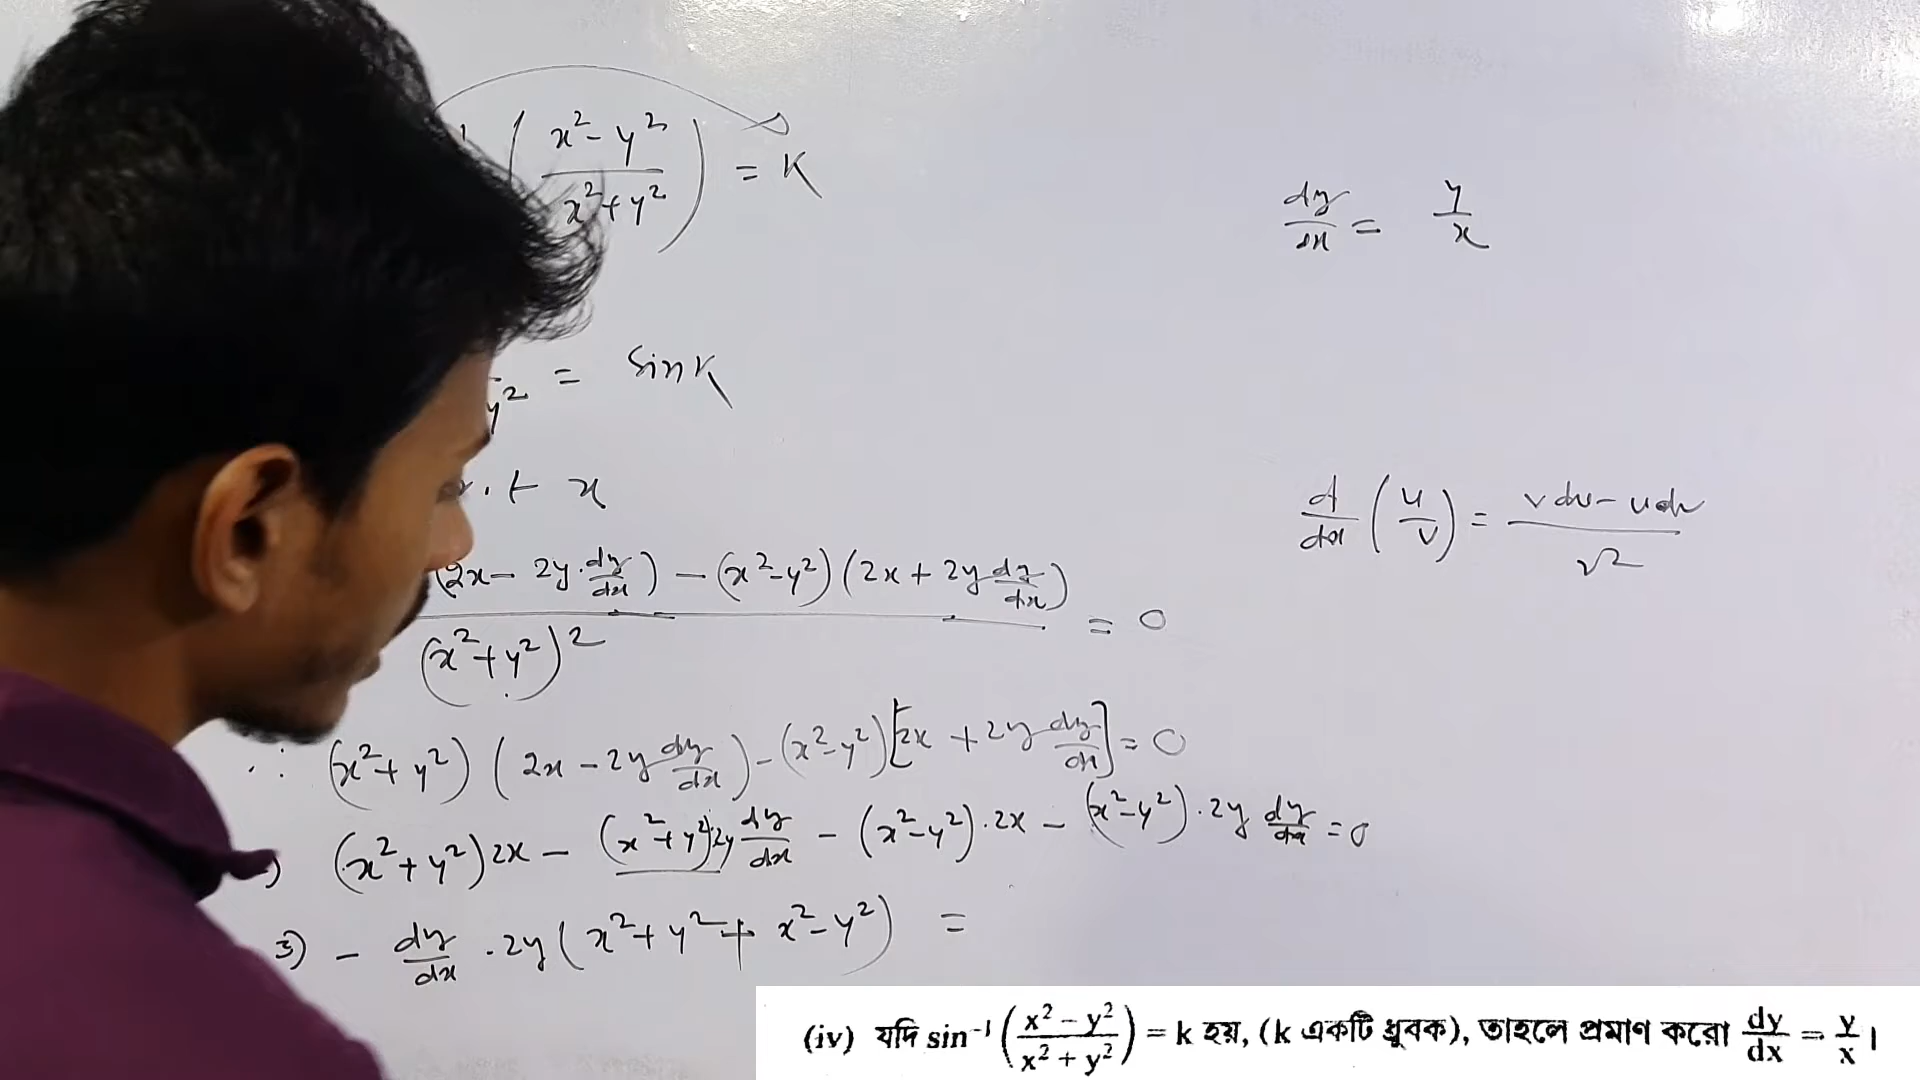 ( x² - y² / x² + y² ) = K
dy/dx = y/x
y² = sin K
w.r.t x
d/dx ( u/v ) = v du - u dv / v²
(2x - 2y·dy/dx) - (x² - y²)(2x + 2y dy/dx) / (x² + y²)² = 0
∴ (x² + y²) ( 2x - 2y dy/dx ) - (x² - y²) [2x + 2y dy/dx] = 0
(x² + y²) 2x - (x² + y²)·2y dy/dx - (x² - y²)·2x - (x² - y²)·2y dy/dx = 0
- dy/dx · 2y ( x² + y² + x² - y² ) =
(iv) যদি sin⁻¹ ( x² - y² / x² + y² ) = k হয়, (k একটি ধ্রুবক), তাহলে প্রমাণ করো dy/dx = y/x ।